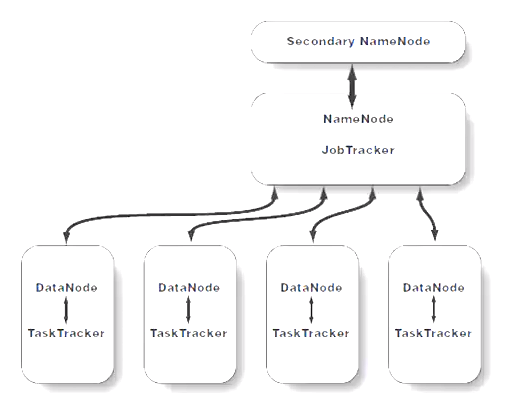 Secondary NameNode
NameNode
JobTracker
DataNode
TaskTracker
DataNode
TaskTracker
DataNode
TaskTracker
DataNode
TaskTracker